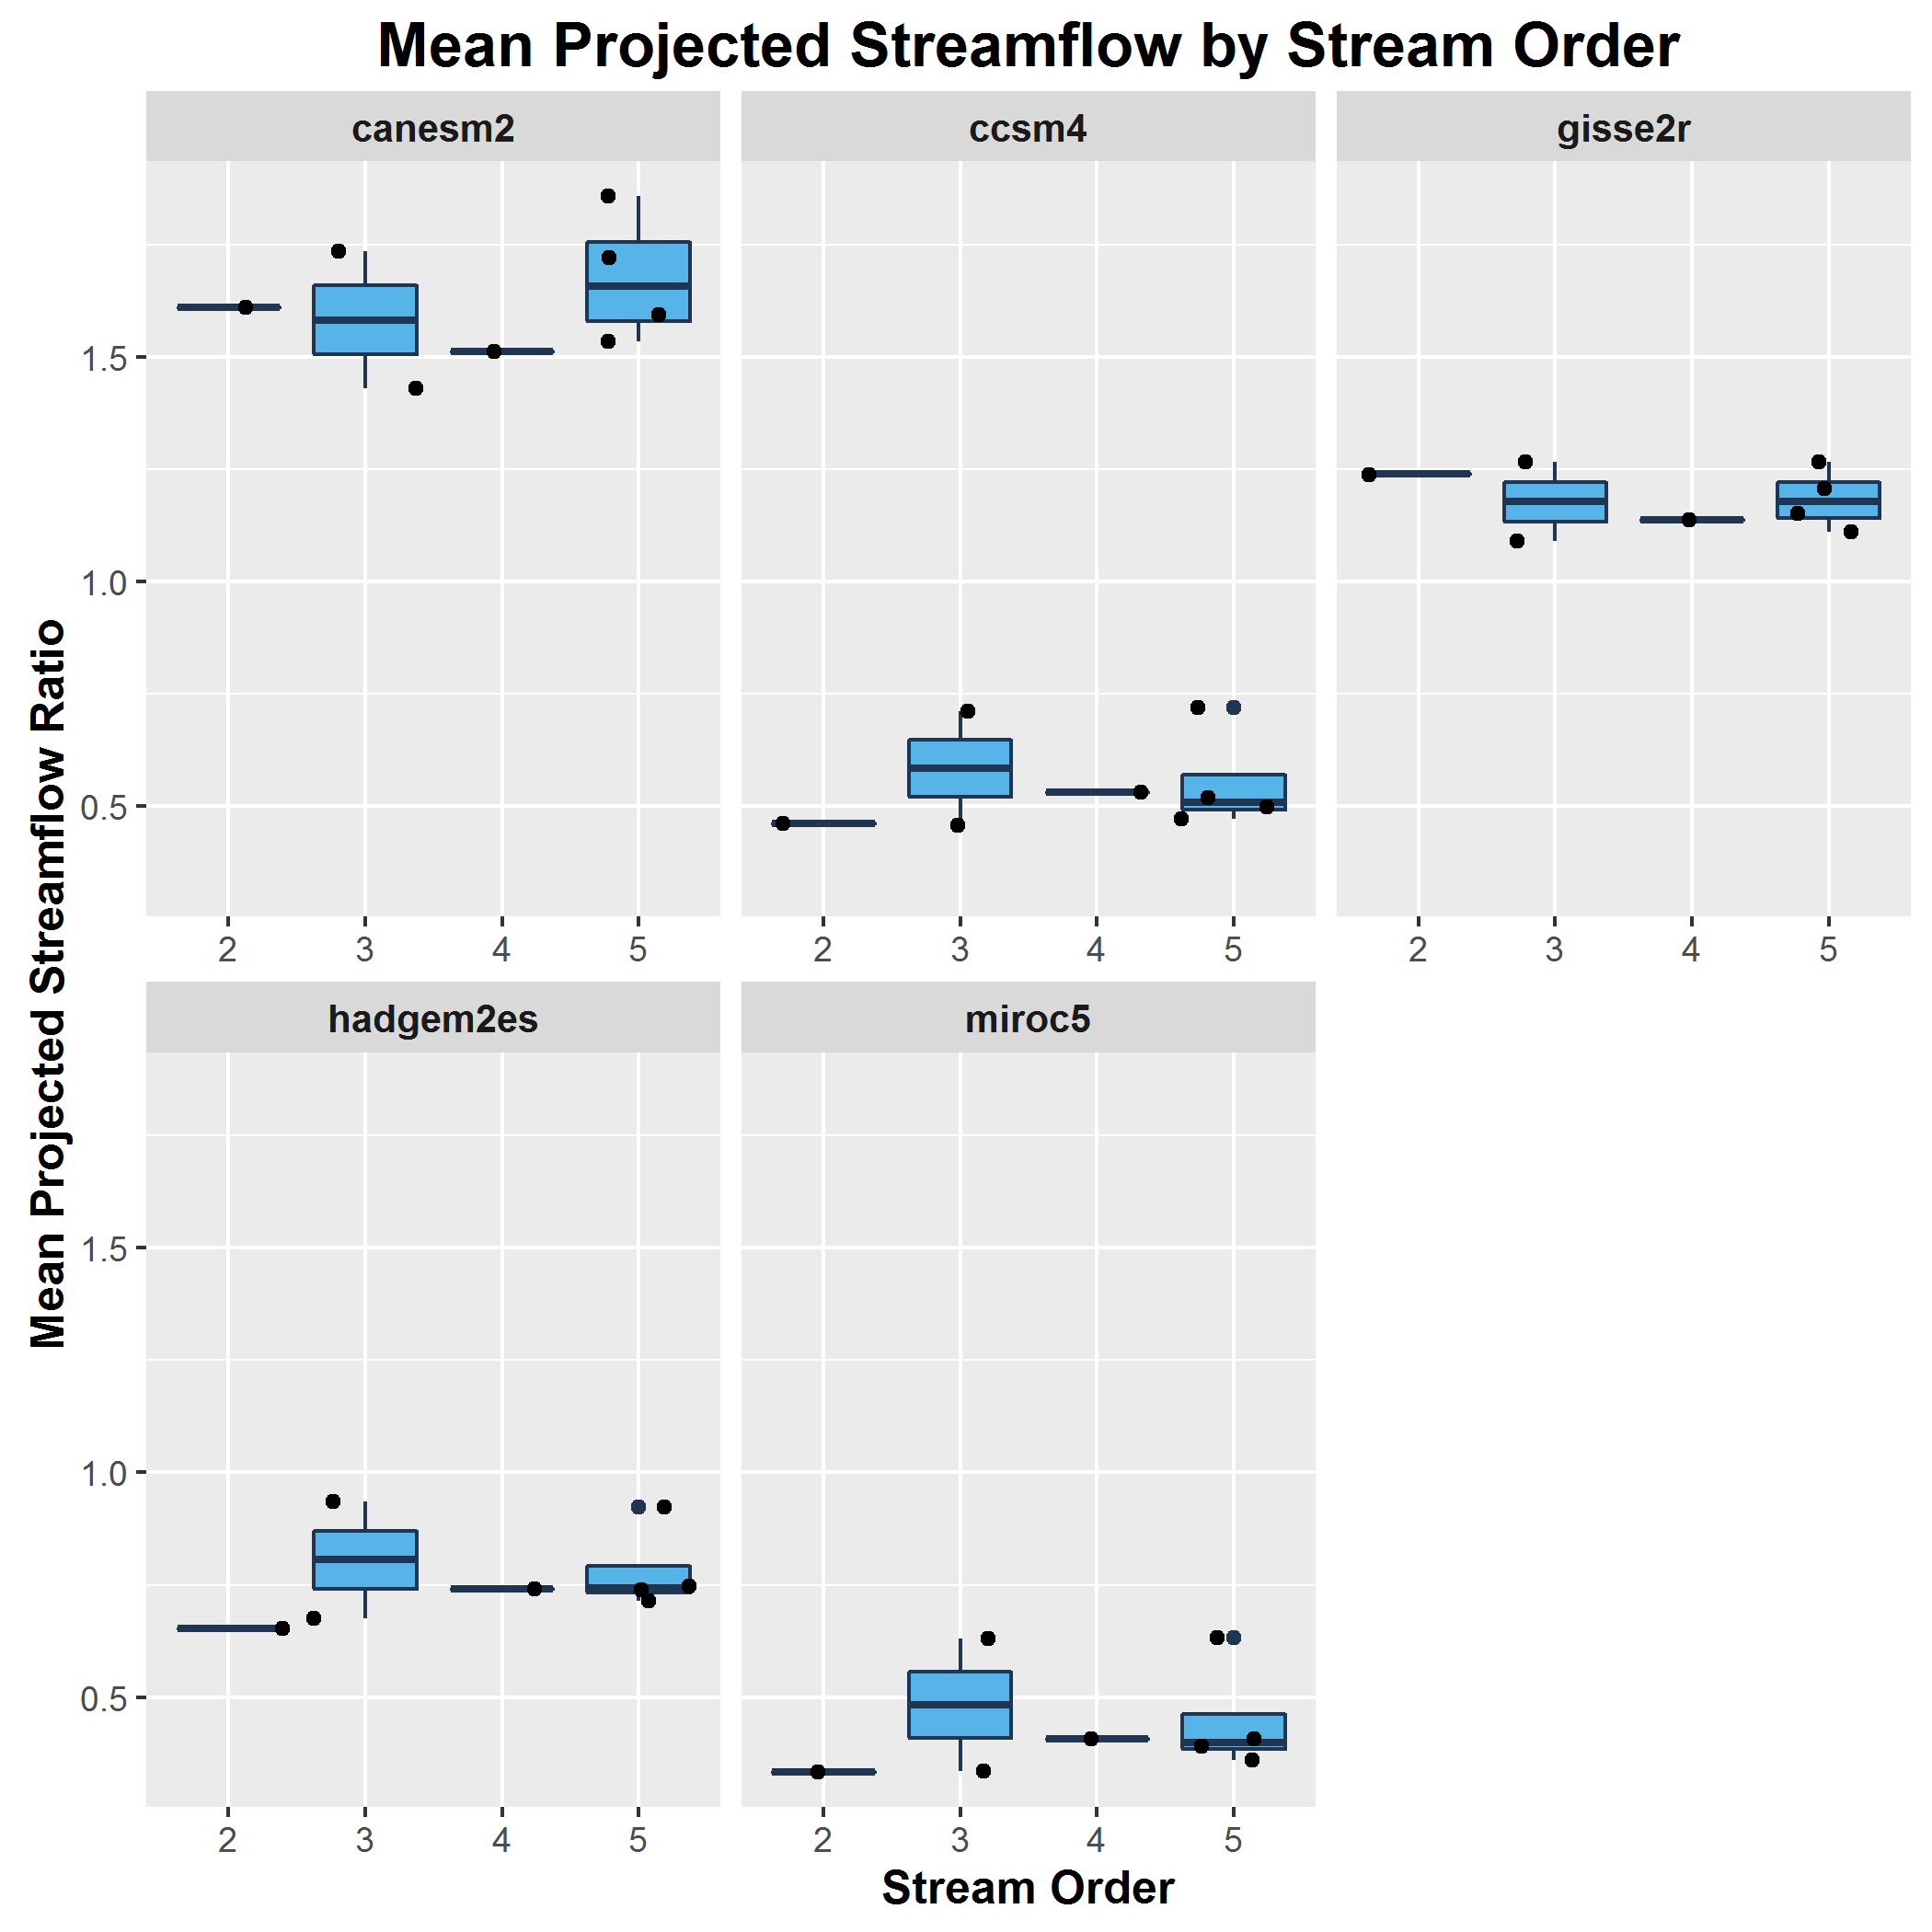 Mean Projected Streamflow by Stream Order
canesm2
ccsm4
gisse2r
1.5
1.0
0.5
2 3 4 5
2 3 4 5
2 3 4 5
Mean Projected Streamflow Ratio
hadgem2es
miroc5
1.5
1.0
0.5
2 3 4 5
2 3 4 5
Stream Order